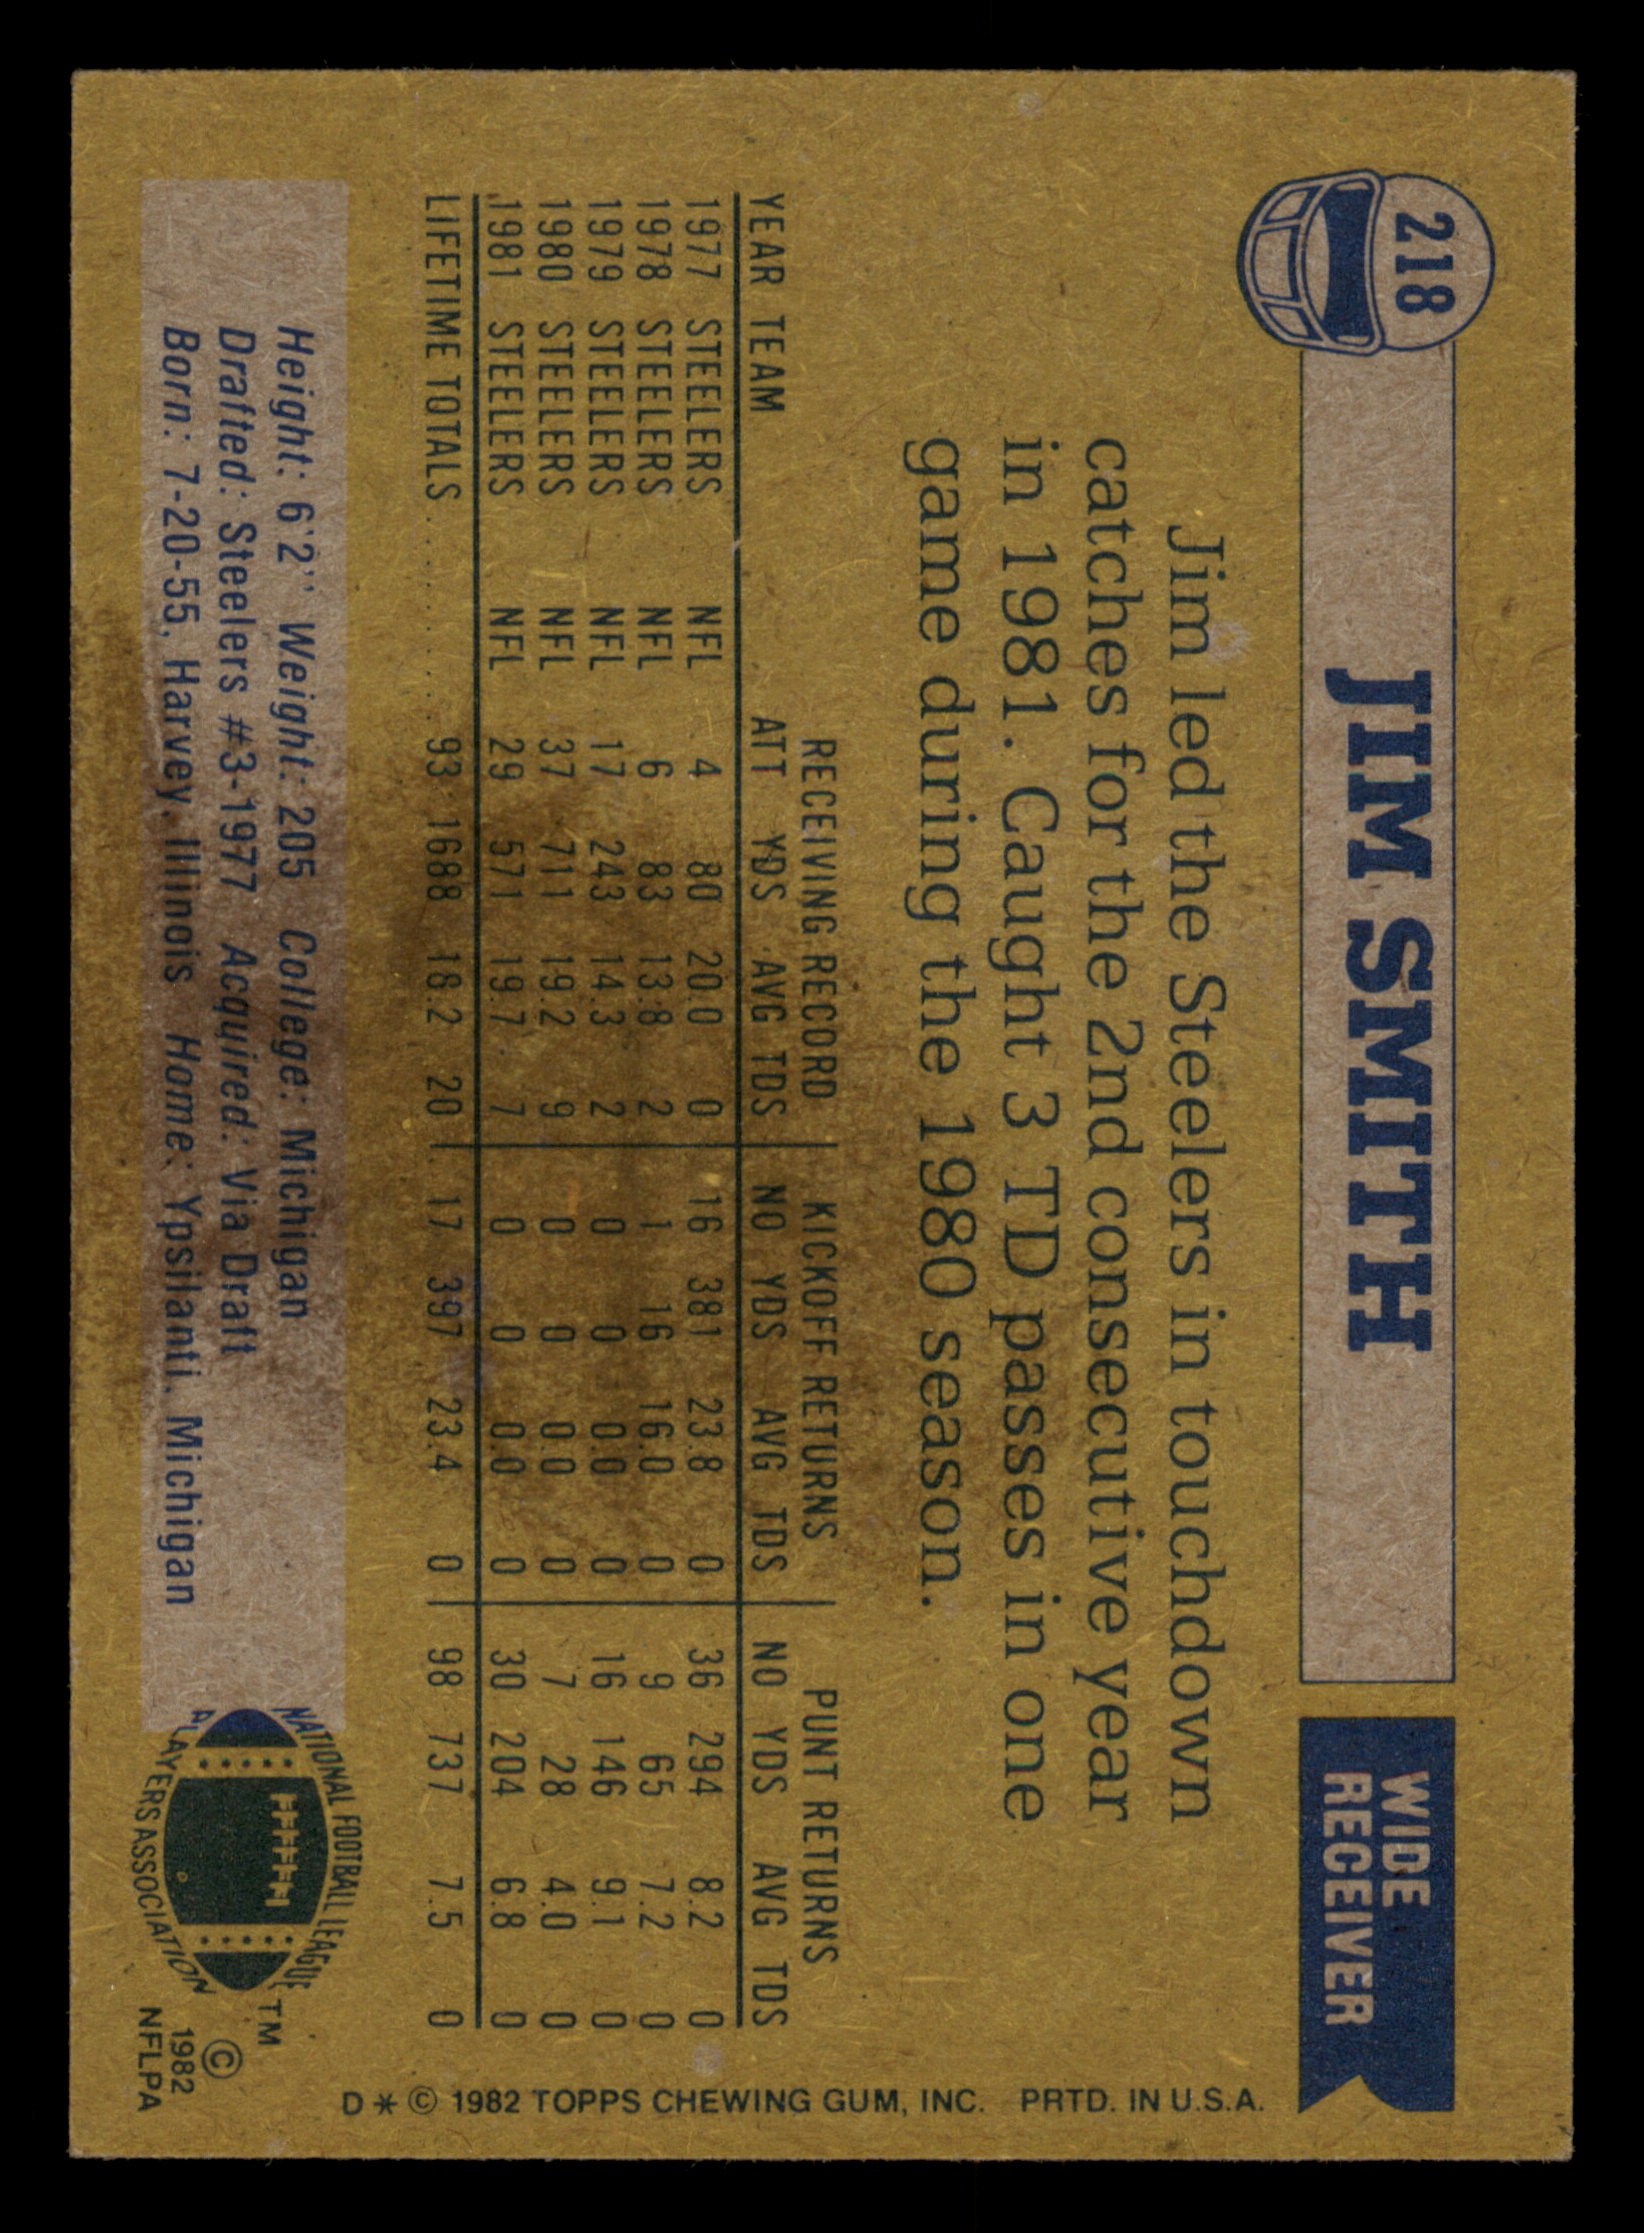 218
JIM SMITH
WIDE
RECEIVER
Jim led the Steelers in touchdown
catches for the 2nd consecutive year
in 1981. Caught 3 TD passes in one
game during the 1980 season.
RECEIVING RECORD KICKOFF RETURNS PUNT RETURNS
YEAR TEAM ATT YDS AVG TDS NO YDS AVG TDS NO YDS AVG TDS
1977 STEELERS NFL 4 80 20.0 0 16 381 23.8 0 36 294 8.2 0
1978 STEELERS NFL 6 83 13.8 2 1 16 16.0 0 9 65 7.2 0
1979 STEELERS NFL 17 243 14.3 2 0 0 0.0 0 16 146 9.1 0
1980 STEELERS NFL 37 711 19.2 9 0 0 0.0 0 7 28 4.0 0
1981 STEELERS NFL 29 571 19.7 7 0 0 0.0 0 30 204 6.8 0
LIFETIME TOTALS .......... 93 1688 18.2 20 17 397 23.4 0 98 737 7.5 0
Height: 6'2" Weight: 205 College: Michigan
Drafted: Steelers #3-1977 Acquired: Via Draft
Born: 7-20-55, Harvey, Illinois Home: Ypsilanti, Michigan
NATIONAL FOOTBALL LEAGUE
PLAYERS ASSOCIATION
TM
©
1982
NFLPA
D * © 1982 TOPPS CHEWING GUM, INC. PRTD. IN U.S.A.